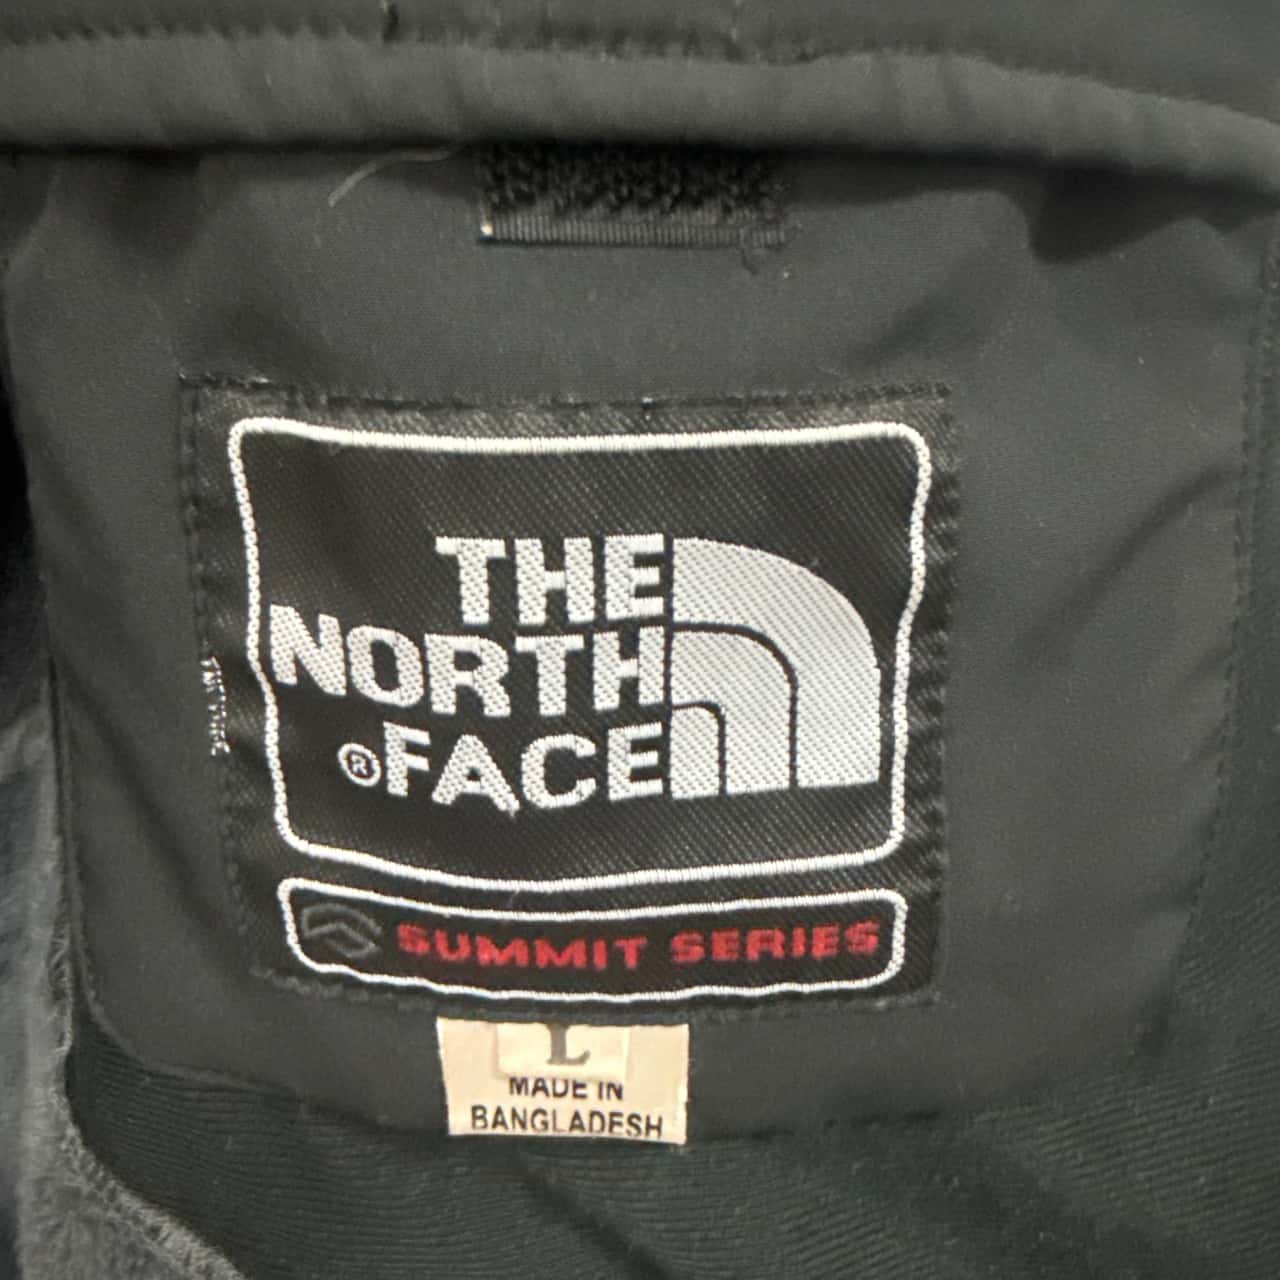 THE
NORTH
®FACE
SUMMIT SERIES
L
MADE IN
BANGLADESH